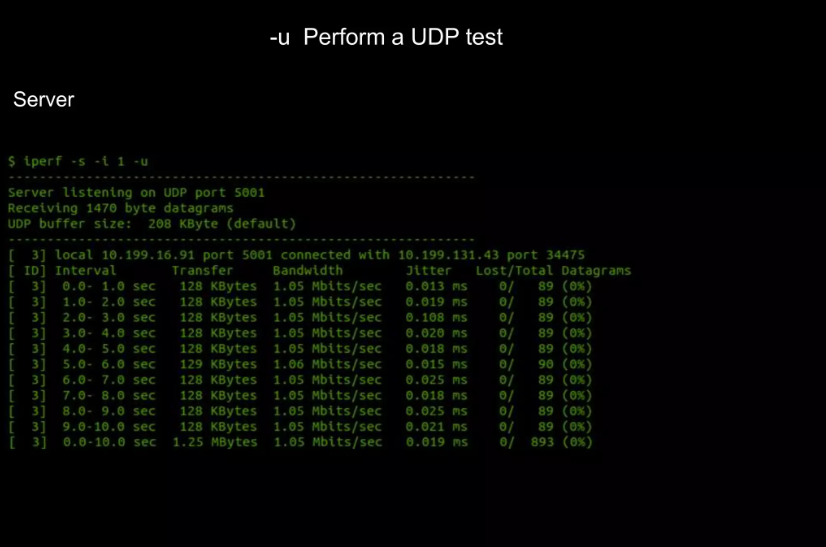 -u Perform a UDP test
Server
$ iperf -s -i 1 -u
------------------------------------------------------------
Server listening on UDP port 5001
Receiving 1470 byte datagrams
UDP buffer size:  208 KByte (default)
------------------------------------------------------------
[  3] local 10.199.16.91 port 5001 connected with 10.199.131.43 port 34475
[ ID] Interval       Transfer     Bandwidth        Jitter   Lost/Total Datagrams
[  3]  0.0- 1.0 sec   128 KBytes  1.05 Mbits/sec   0.013 ms    0/   89 (0%)
[  3]  1.0- 2.0 sec   128 KBytes  1.05 Mbits/sec   0.019 ms    0/   89 (0%)
[  3]  2.0- 3.0 sec   128 KBytes  1.05 Mbits/sec   0.108 ms    0/   89 (0%)
[  3]  3.0- 4.0 sec   128 KBytes  1.05 Mbits/sec   0.020 ms    0/   89 (0%)
[  3]  4.0- 5.0 sec   128 KBytes  1.05 Mbits/sec   0.018 ms    0/   89 (0%)
[  3]  5.0- 6.0 sec   129 KBytes  1.06 Mbits/sec   0.015 ms    0/   90 (0%)
[  3]  6.0- 7.0 sec   128 KBytes  1.05 Mbits/sec   0.025 ms    0/   89 (0%)
[  3]  7.0- 8.0 sec   128 KBytes  1.05 Mbits/sec   0.018 ms    0/   89 (0%)
[  3]  8.0- 9.0 sec   128 KBytes  1.05 Mbits/sec   0.025 ms    0/   89 (0%)
[  3]  9.0-10.0 sec   128 KBytes  1.05 Mbits/sec   0.021 ms    0/   89 (0%)
[  3]  0.0-10.0 sec  1.25 MBytes  1.05 Mbits/sec   0.019 ms    0/  893 (0%)